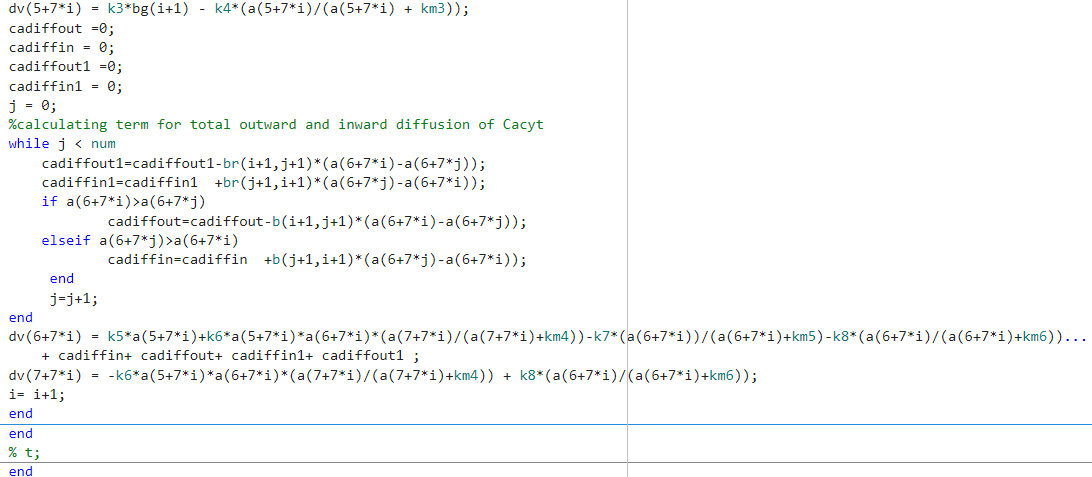 dv(5+7*i) = k3*bg(i+1) - k4*(a(5+7*i)/(a(5+7*i) + km3));
cadiffout =0;
cadiffin = 0;
cadiffout1 =0;
cadiffin1 = 0;
j = 0;
%calculating term for total outward and inward diffusion of Cacyt
while j < num
    cadiffout1=cadiffout1-br(i+1,j+1)*(a(6+7*i)-a(6+7*j));
    cadiffin1=cadiffin1  +br(j+1,i+1)*(a(6+7*j)-a(6+7*i));
    if a(6+7*i)>a(6+7*j)
            cadiffout=cadiffout-b(i+1,j+1)*(a(6+7*i)-a(6+7*j));
    elseif a(6+7*j)>a(6+7*i)
            cadiffin=cadiffin  +b(j+1,i+1)*(a(6+7*j)-a(6+7*i));
     end
     j=j+1;
end
dv(6+7*i) = k5*a(5+7*i)+k6*a(5+7*i)*a(6+7*i)*(a(7+7*i)/(a(7+7*i)+km4))-k7*(a(6+7*i))/(a(6+7*i)+km5)-k8*(a(6+7*i)/(a(6+7*i)+km6))...
    + cadiffin+ cadiffout+ cadiffin1+ cadiffout1 ;
dv(7+7*i) = -k6*a(5+7*i)*a(6+7*i)*(a(7+7*i)/(a(7+7*i)+km4)) + k8*(a(6+7*i)/(a(6+7*i)+km6));
i= i+1;
end
end
% t;
end